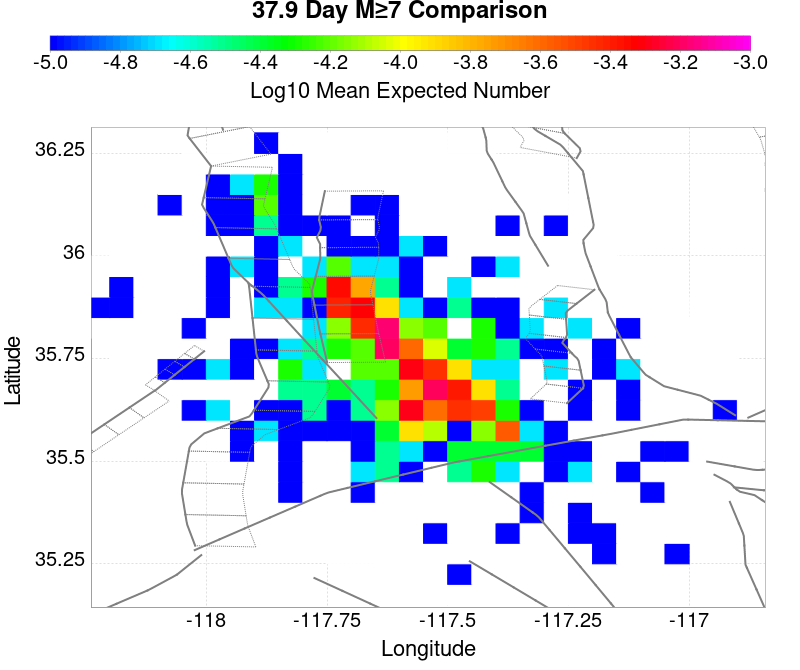 37.9 Day M≥7 Comparison
-5.0 -4.8 -4.6 -4.4 -4.2 -4.0 -3.8 -3.6 -3.4 -3.2 -3.0
Log10 Mean Expected Number
36.25
36
35.75
35.5
35.25
Latitude
-118 -117.75 -117.5 -117.25 -117
Longitude